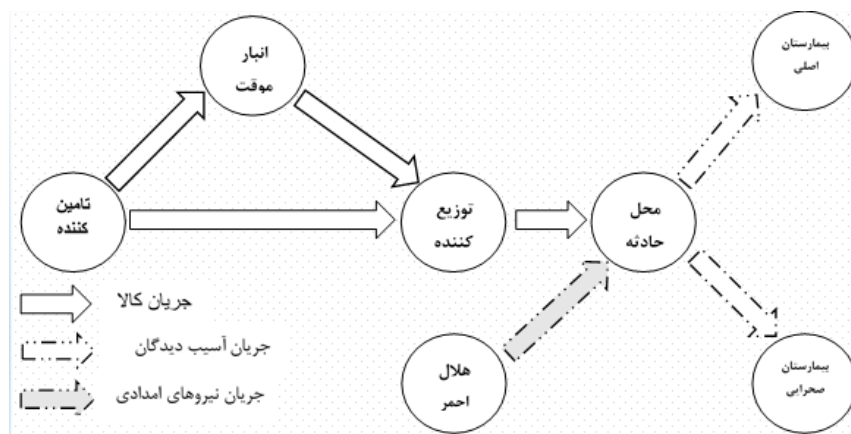 انبار
موقت
بیمارستان
اصلی
تامین
کننده
توزیع
کننده
محل
حادثه
جریان کالا
جریان آسیب دیدگان
جریان نیروهای امدادی
هلال
احمر
بیمارستان
صحرایی